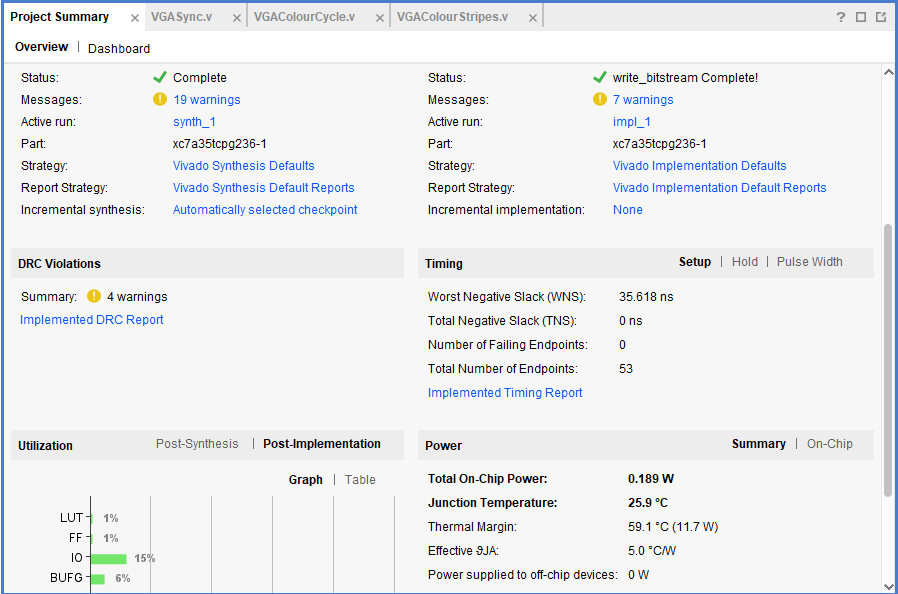 Project Summary × VGASync.v × VGAColourCycle.v × VGAColourStripes.v × ?
Overview | Dashboard
Status: Complete
Messages: 19 warnings
Active run: synth_1
Part: xc7a35tcpg236-1
Strategy: Vivado Synthesis Defaults
Report Strategy: Vivado Synthesis Default Reports
Incremental synthesis: Automatically selected checkpoint
Status: write_bitstream Complete!
Messages: 7 warnings
Active run: impl_1
Part: xc7a35tcpg236-1
Strategy: Vivado Implementation Defaults
Report Strategy: Vivado Implementation Default Reports
Incremental implementation: None
DRC Violations
Summary: 4 warnings
Implemented DRC Report
Timing Setup | Hold | Pulse Width
Worst Negative Slack (WNS): 35.618 ns
Total Negative Slack (TNS): 0 ns
Number of Failing Endpoints: 0
Total Number of Endpoints: 53
Implemented Timing Report
Utilization Post-Synthesis | Post-Implementation
Graph | Table
LUT 1%
FF 1%
IO 15%
BUFG 6%
Power Summary | On-Chip
Total On-Chip Power: 0.189 W
Junction Temperature: 25.9 °C
Thermal Margin: 59.1 °C (11.7 W)
Effective ϑJA: 5.0 °C/W
Power supplied to off-chip devices: 0 W